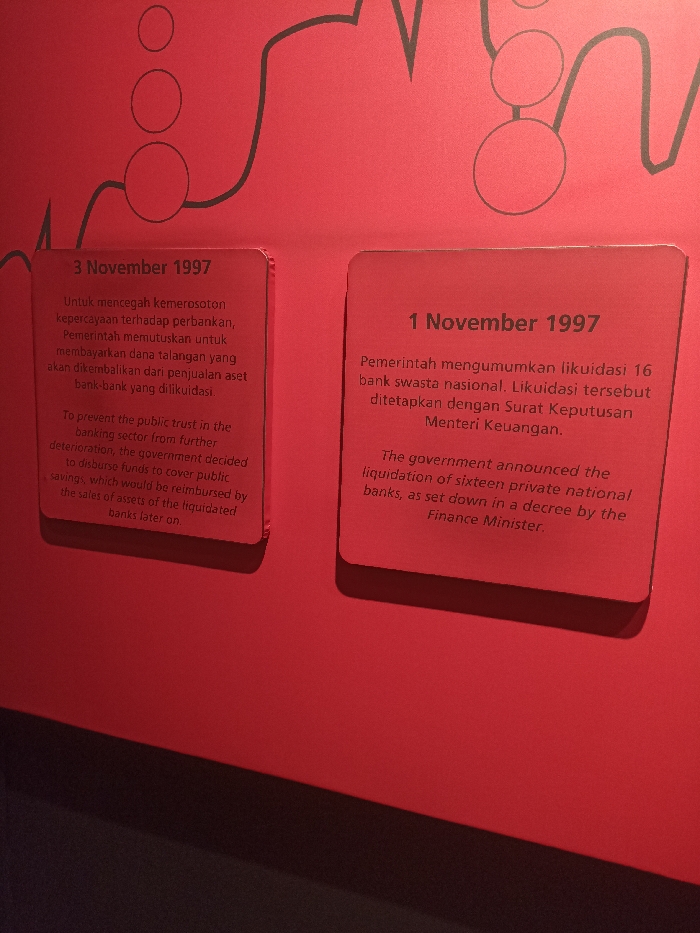 3 November 1997
Untuk mencegah kemerosoton
kepercayaan terhadap perbankan,
Pemerintah memutuskan untuk
membayarkan dana talangan yang
akan dikembalikan dari penjualan aset
bank-bank yang dilikuidasi.
To prevent the public trust in the
banking sector from further
deterioration, the government decided
to disburse funds to cover public
savings, which would be reimbursed by
the sales of assets of the liquidated
banks later on.
1 November 1997
Pemerintah mengumumkan likuidasi 16
bank swasta nasional. Likuidasi tersebut
ditetapkan dengan Surat Keputusan
Menteri Keuangan.
The government announced the
liquidation of sixteen private national
banks, as set down in a decree by the
Finance Minister.